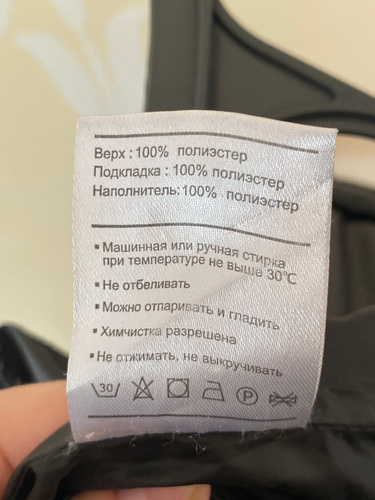 Верх : 100% полиэстер
Подкладка : 100% полиэстер
Наполнитель: 100% полиэстер
▪ Машинная или ручная стирка
при температуре не выше 30℃
▪ Не отбеливать
▪ Можно отпаривать и гладить
▪ Химчистка разрешена
▪ Не отжимать, не выкручивать
30 P